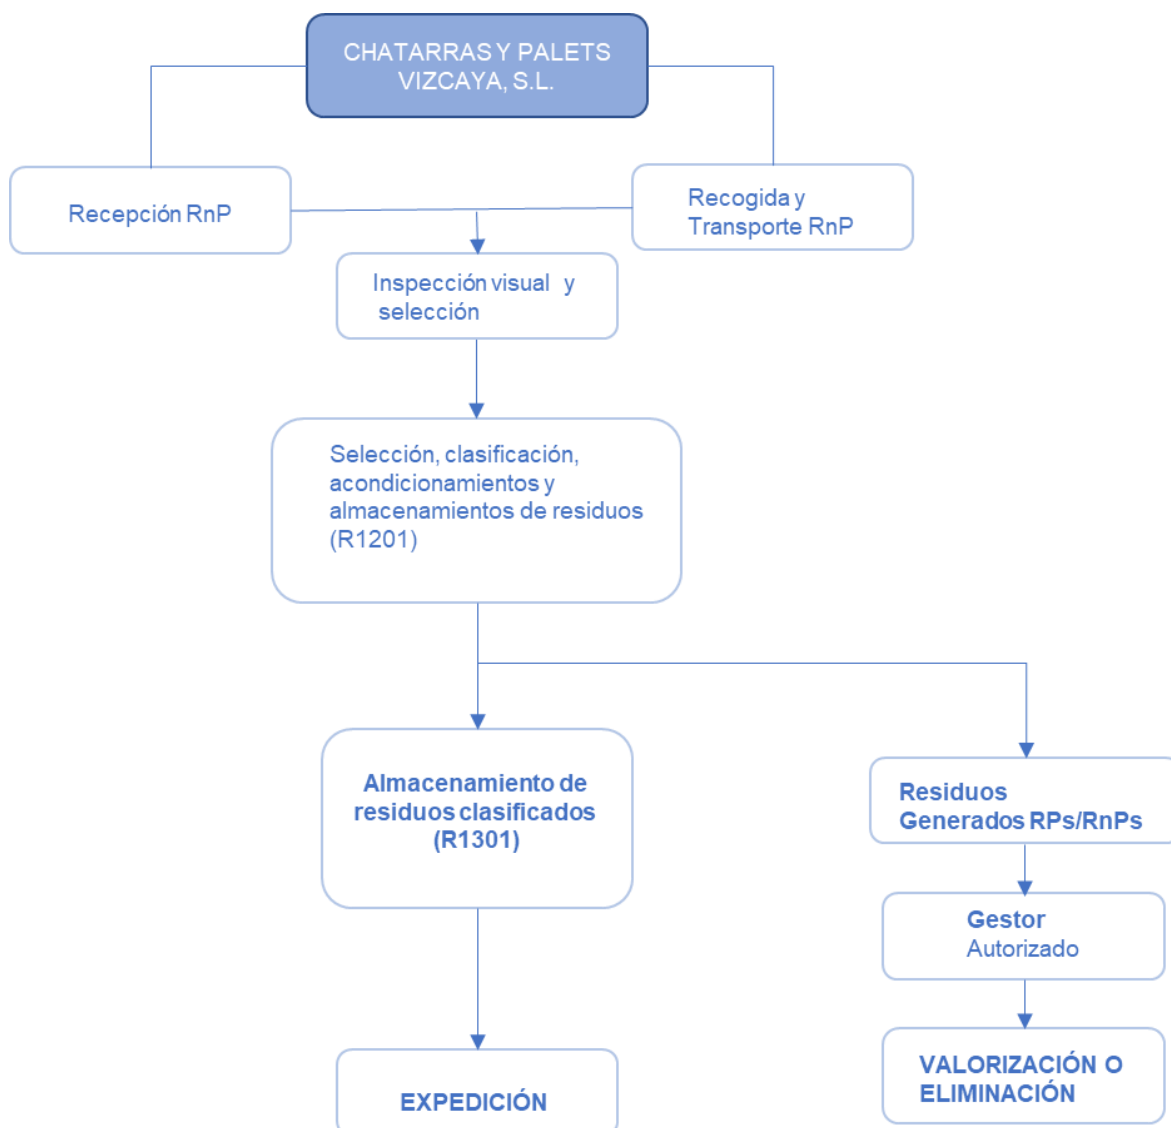 CHATARRAS Y PALETS
VIZCAYA, S.L.
Recepción RnP
Recogida y
Transporte RnP
Inspección visual y
selección
Selección, clasificación,
acondicionamientos y
almacenamientos de residuos
(R1201)
Almacenamiento de
residuos clasificados
(R1301)
Residuos
Generados RPs/RnPs
Gestor
Autorizado
EXPEDICIÓN
VALORIZACIÓN O
ELIMINACIÓN